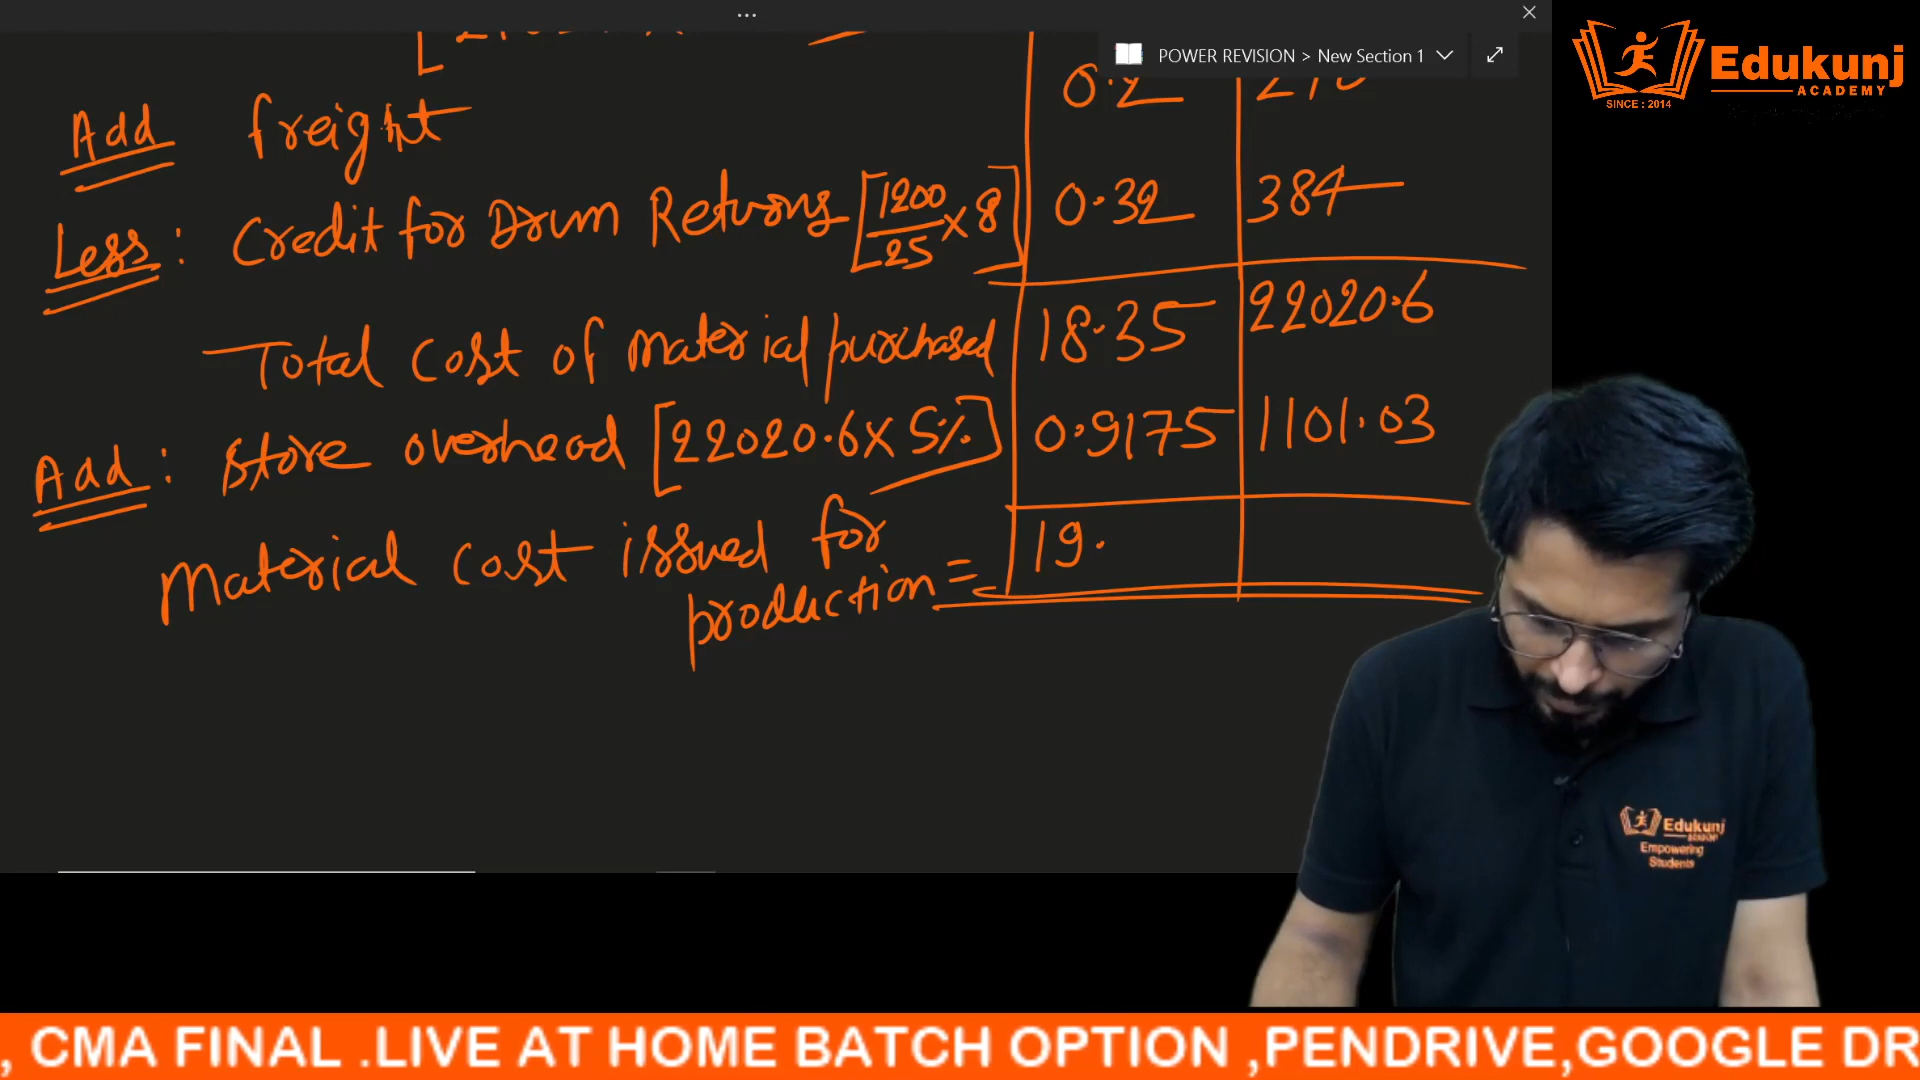 POWER REVISION > New Section 1
Edukunj
ACADEMY
SINCE : 2014
Add freight 0.2 240
Less : Credit for Drum Returns [1200/25 × 8] 0.32 384
Total cost of material purchased 18.35 22020.6
Add : Store overhead [22020.6 × 5%] 0.9175 1101.03
Material cost issued for
production = 19.
Edukunj
ACADEMY
Empowering
Students
, CMA FINAL .LIVE AT HOME BATCH OPTION ,PENDRIVE,GOOGLE DR